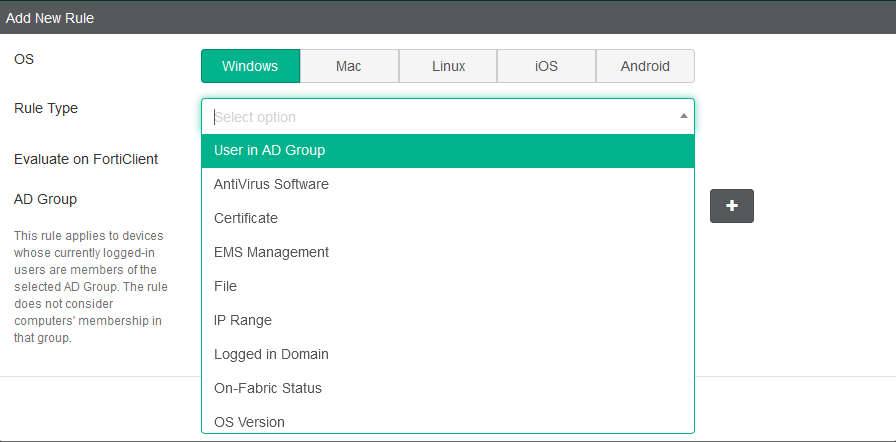 Add New Rule
OS
Windows
Mac
Linux
iOS
Android
Rule Type
Select option
User in AD Group
Evaluate on FortiClient
AntiVirus Software
AD Group
Certificate
This rule applies to devices
whose currently logged-in
users are members of the
selected AD Group. The rule
does not consider
computers' membership in
that group.
EMS Management
File
IP Range
Logged in Domain
On-Fabric Status
OS Version